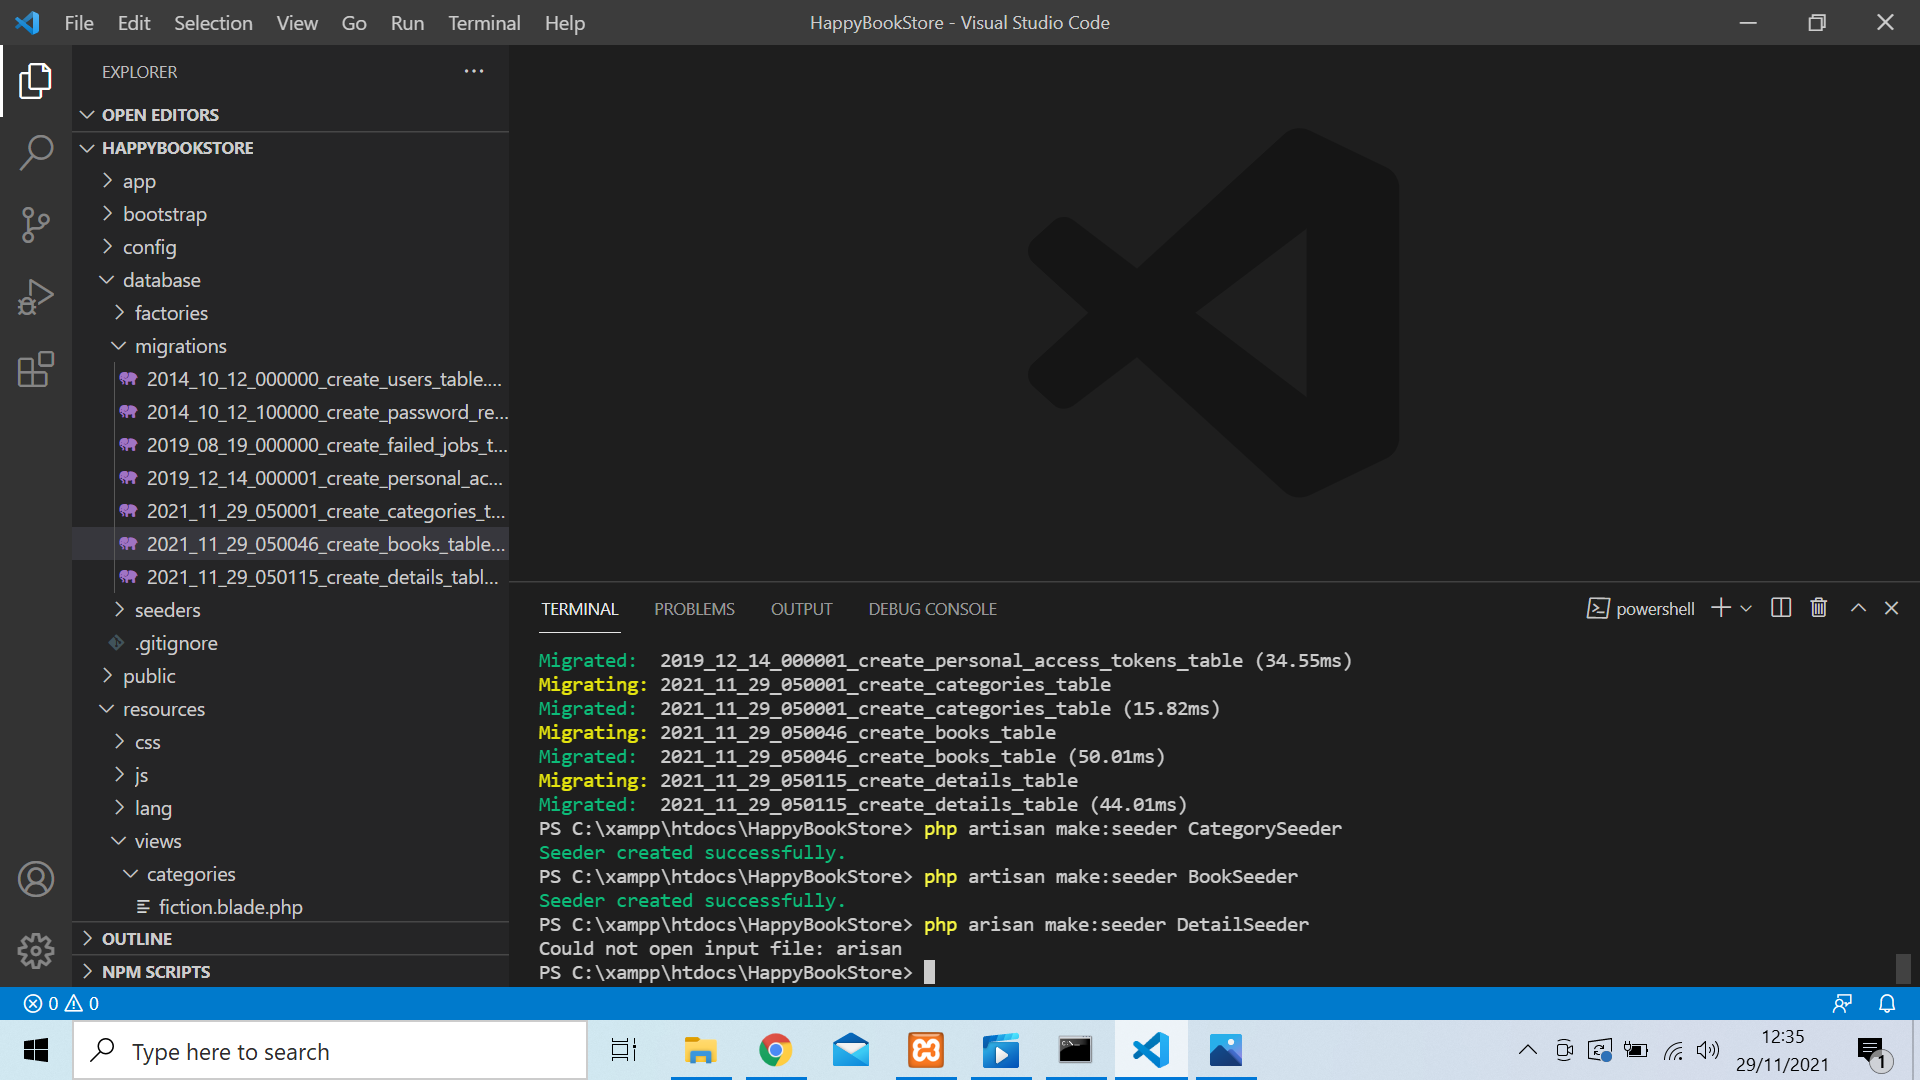 File Edit Selection View Go Run Terminal Help
HappyBookStore - Visual Studio Code
EXPLORER
OPEN EDITORS
HAPPYBOOKSTORE
app
bootstrap
config
database
factories
migrations
2014_10_12_000000_create_users_table....
2014_10_12_100000_create_password_re...
2019_08_19_000000_create_failed_jobs_t...
2019_12_14_000001_create_personal_ac...
2021_11_29_050001_create_categories_t...
2021_11_29_050046_create_books_table...
2021_11_29_050115_create_details_tabl...
seeders
.gitignore
public
resources
css
js
lang
views
categories
fiction.blade.php
OUTLINE
NPM SCRIPTS
TERMINAL PROBLEMS OUTPUT DEBUG CONSOLE
powershell
Migrated: 2019_12_14_000001_create_personal_access_tokens_table (34.55ms)
Migrating: 2021_11_29_050001_create_categories_table
Migrated: 2021_11_29_050001_create_categories_table (15.82ms)
Migrating: 2021_11_29_050046_create_books_table
Migrated: 2021_11_29_050046_create_books_table (50.01ms)
Migrating: 2021_11_29_050115_create_details_table
Migrated: 2021_11_29_050115_create_details_table (44.01ms)
PS C:\xampp\htdocs\HappyBookStore> php artisan make:seeder CategorySeeder
Seeder created successfully.
PS C:\xampp\htdocs\HappyBookStore> php artisan make:seeder BookSeeder
Seeder created successfully.
PS C:\xampp\htdocs\HappyBookStore> php arisan make:seeder DetailSeeder
Could not open input file: arisan
PS C:\xampp\htdocs\HappyBookStore>
0 0
Type here to search
12:35
29/11/2021
1